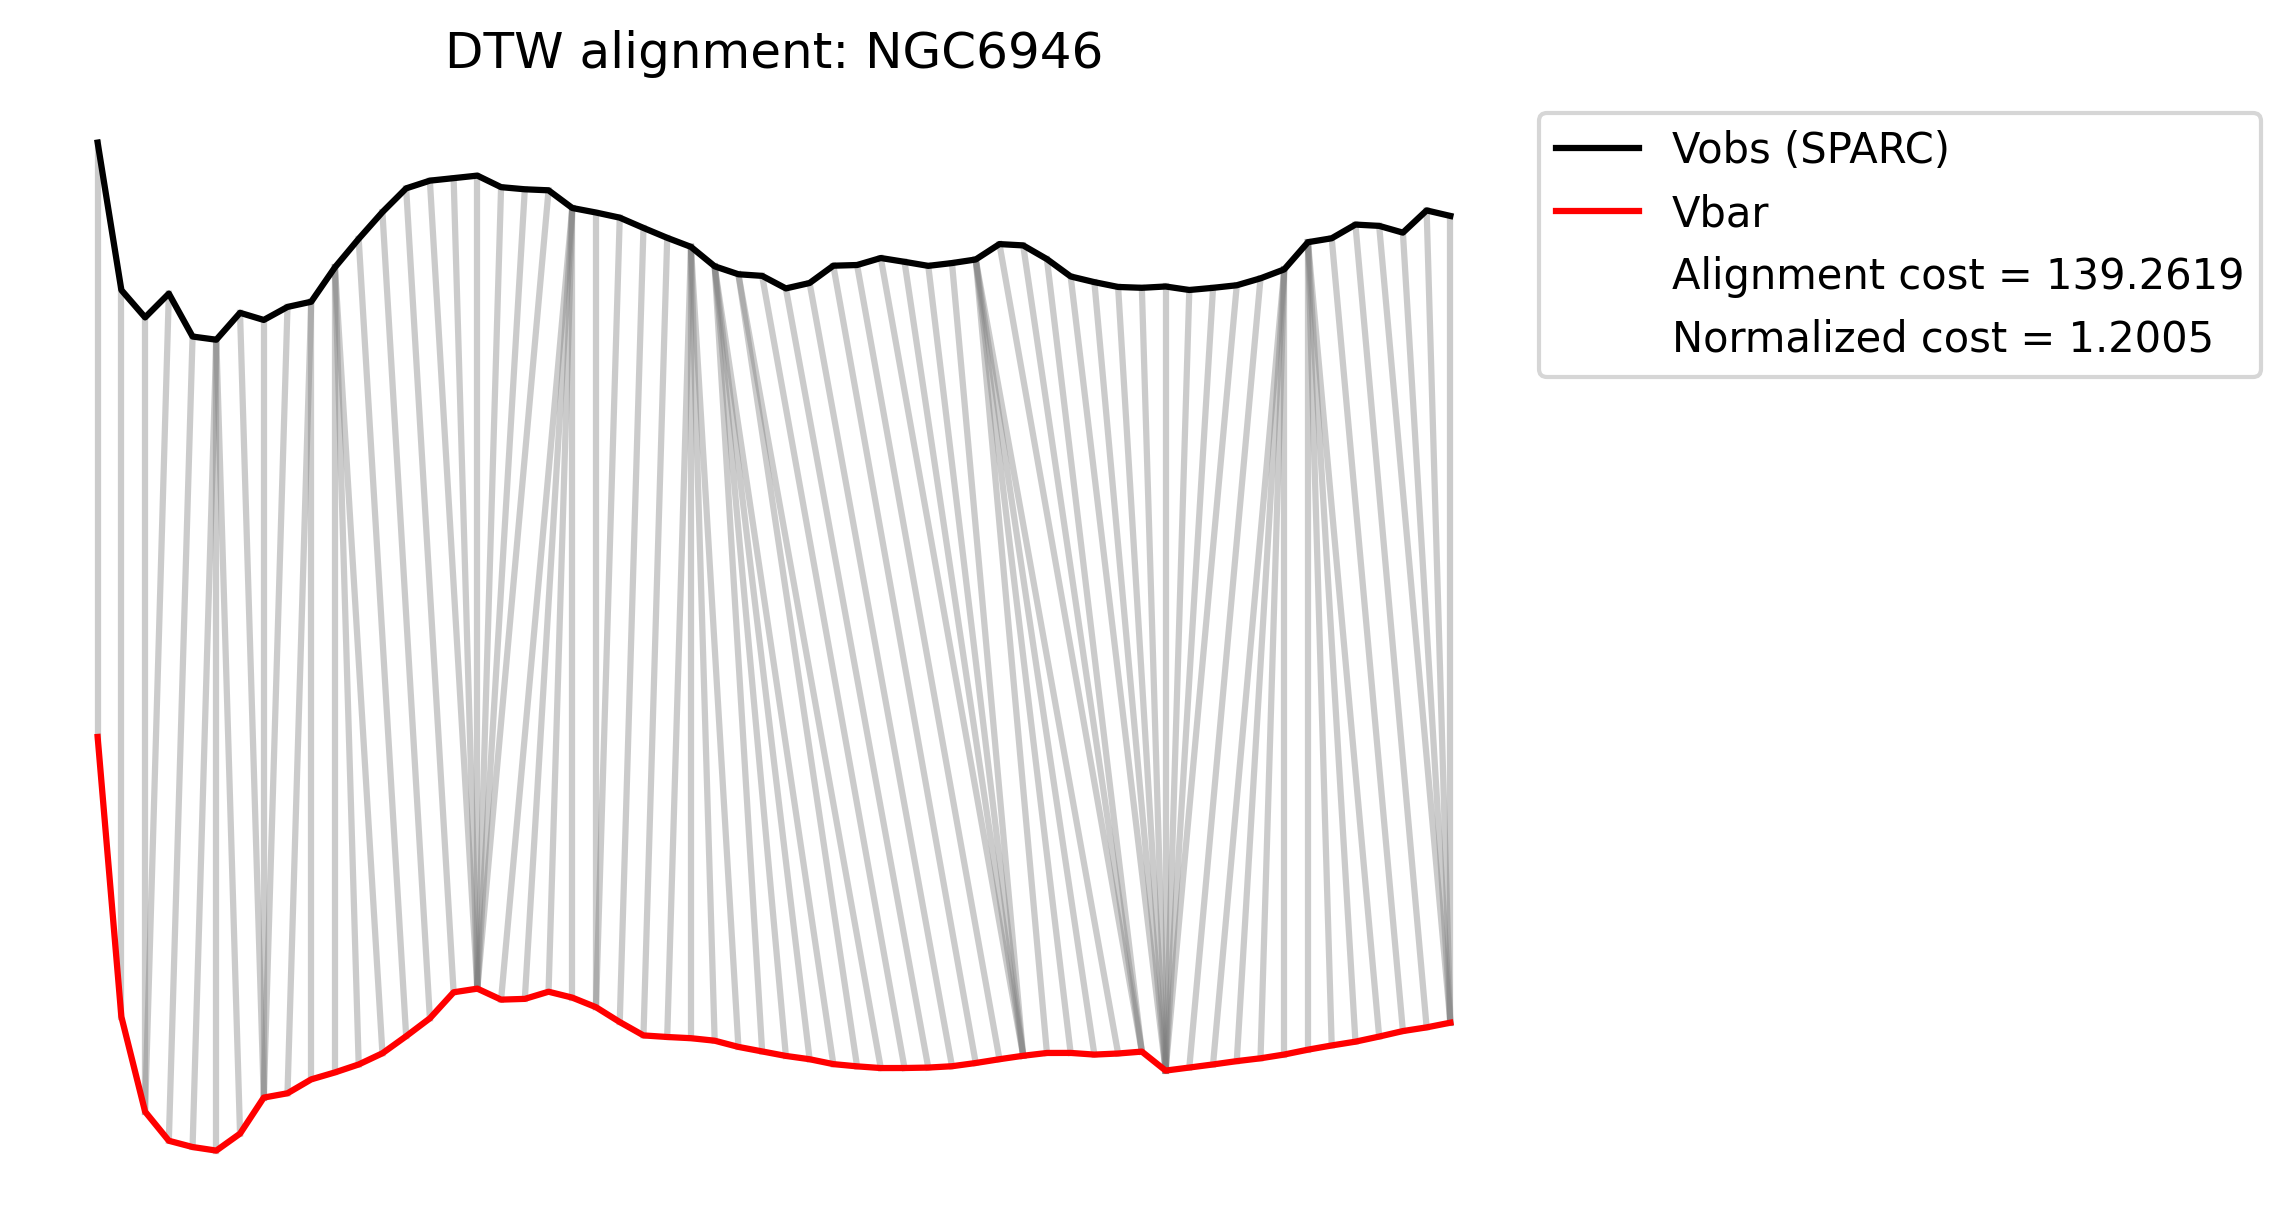 DTW alignment: NGC6946
Vobs (SPARC)
Vbar
Alignment cost = 139.2619
Normalized cost = 1.2005